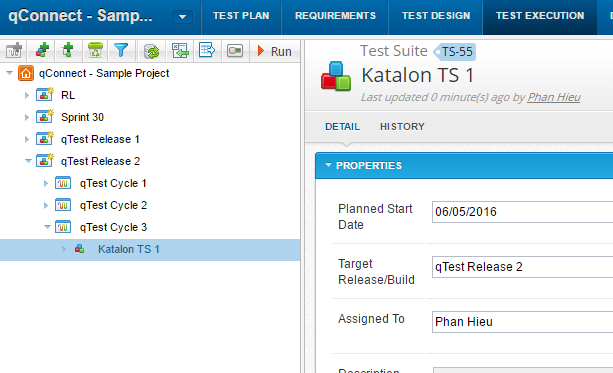 qConnect - Samp...
TEST PLAN
REQUIREMENTS
TEST DESIGN
TEST EXECUTION
Run
qConnect - Sample Project
RL
Sprint 30
qTest Release 1
qTest Release 2
qTest Cycle 1
qTest Cycle 2
qTest Cycle 3
Katalon TS 1
Test Suite TS-55
Katalon TS 1
Last updated 0 minute(s) ago by Phan Hieu
DETAIL HISTORY
PROPERTIES
Planned Start
Date
06/05/2016
Target
Release/Build
qTest Release 2
Assigned To
Phan Hieu